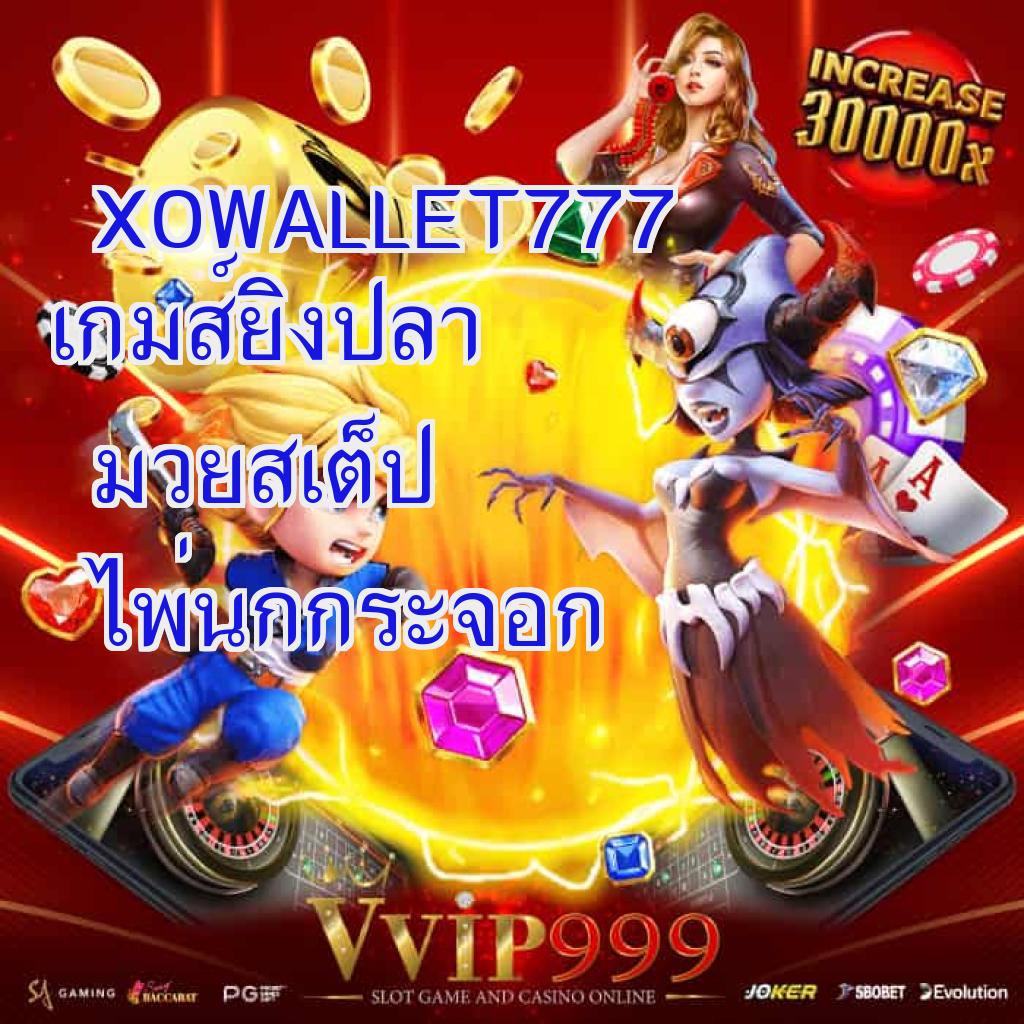 INCREASE
30000x
XOWALLET777
เกมส์ยิงปลา
มวยสเต็ป
ไพ่นกกระจอก
A
A
VVIP999
SLOT GAME AND CASINO ONLINE
SA GAMING
Sexy BACCARAT
PG
JOKER
SBOBET
Evolution